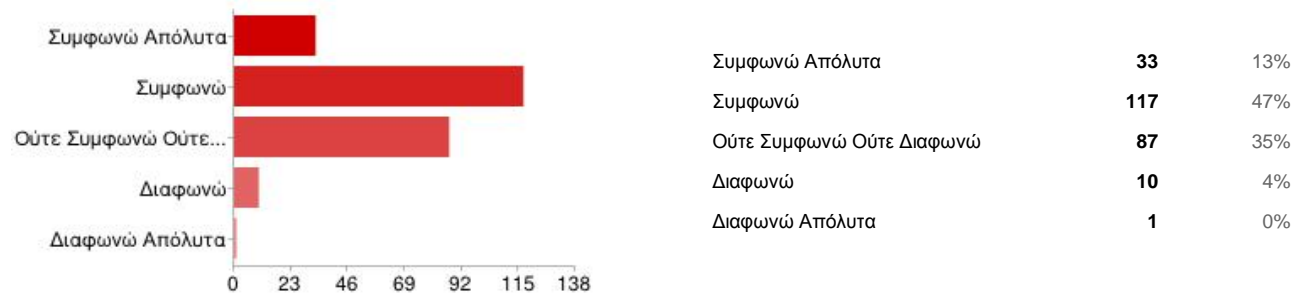 Συμφωνώ Απόλυτα
Συμφωνώ
Ούτε Συμφωνώ Ούτε...
Διαφωνώ
Διαφωνώ Απόλυτα
0 23 46 69 92 115 138
Συμφωνώ Απόλυτα 33 13%
Συμφωνώ 117 47%
Ούτε Συμφωνώ Ούτε Διαφωνώ 87 35%
Διαφωνώ 10 4%
Διαφωνώ Απόλυτα 1 0%